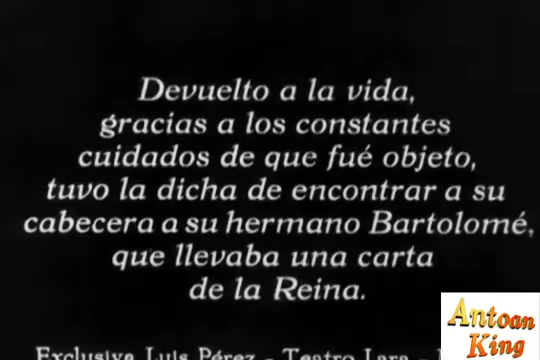 Devuelto a la vida,
gracias a los constantes
cuidados de que fué objeto,
tuvo la dicha de encontrar a su
cabecera a su hermano Bartolomé,
que llevaba una carta
de la Reina.
Exclusiva Luis Pérez - Teatro Lara -
Antoan
King